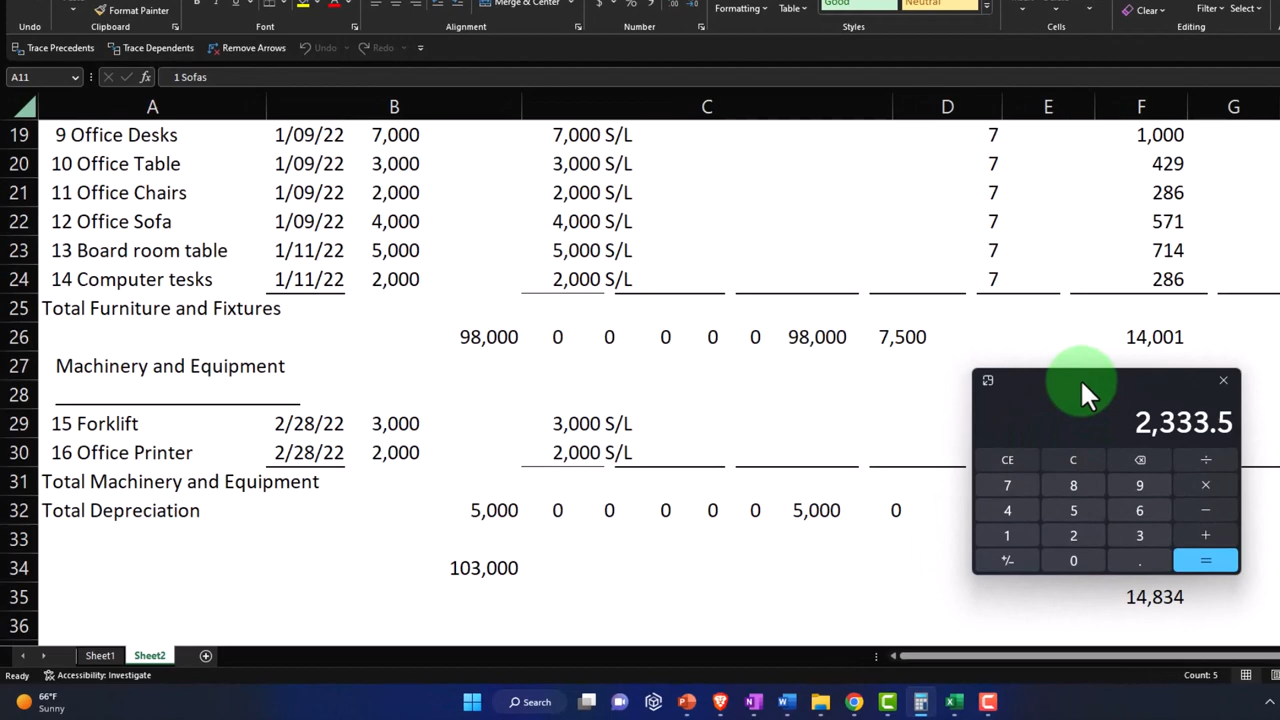 Format Painter
Merge & Center
$
%
Formatting
Table
Good
Neutral
Clear
Filter
Select
Undo
Clipboard
Font
Alignment
Number
Styles
Cells
Editing
Trace Precedents Trace Dependents Remove Arrows Undo Redo
A11 fx 1 Sofas
A B C D E F G
19 9 Office Desks 1/09/22 7,000 7,000 S/L 7 1,000
20 10 Office Table 1/09/22 3,000 3,000 S/L 7 429
21 11 Office Chairs 1/09/22 2,000 2,000 S/L 7 286
22 12 Office Sofa 1/09/22 4,000 4,000 S/L 7 571
23 13 Board room table 1/11/22 5,000 5,000 S/L 7 714
24 14 Computer tesks 1/11/22 2,000 2,000 S/L 7 286
25 Total Furniture and Fixtures
26 98,000 0 0 0 0 98,000 7,500 14,001
27 Machinery and Equipment
28
29 15 Forklift 2/28/22 3,000 3,000 S/L
30 16 Office Printer 2/28/22 2,000 2,000 S/L
31 Total Machinery and Equipment
32 Total Depreciation 5,000 0 0 0 0 5,000 0
33
34 103,000
35 14,834
36
2,333.5
CE C ÷
7 8 9 ×
4 5 6 −
1 2 3 +
+/− 0 . =
Sheet1 Sheet2
Ready Accessibility: Investigate Count: 5
66°F
Sunny
Search